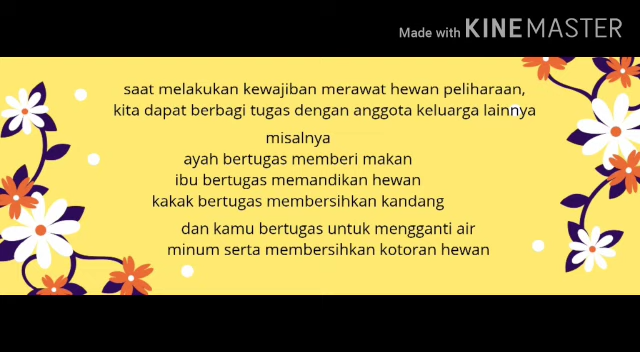 Made with KINEMASTER
saat melakukan kewajiban merawat hewan peliharaan,
kita dapat berbagi tugas dengan anggota keluarga lainnya
misalnya
ayah bertugas memberi makan
ibu bertugas memandikan hewan
kakak bertugas membersihkan kandang
dan kamu bertugas untuk mengganti air
minum serta membersihkan kotoran hewan